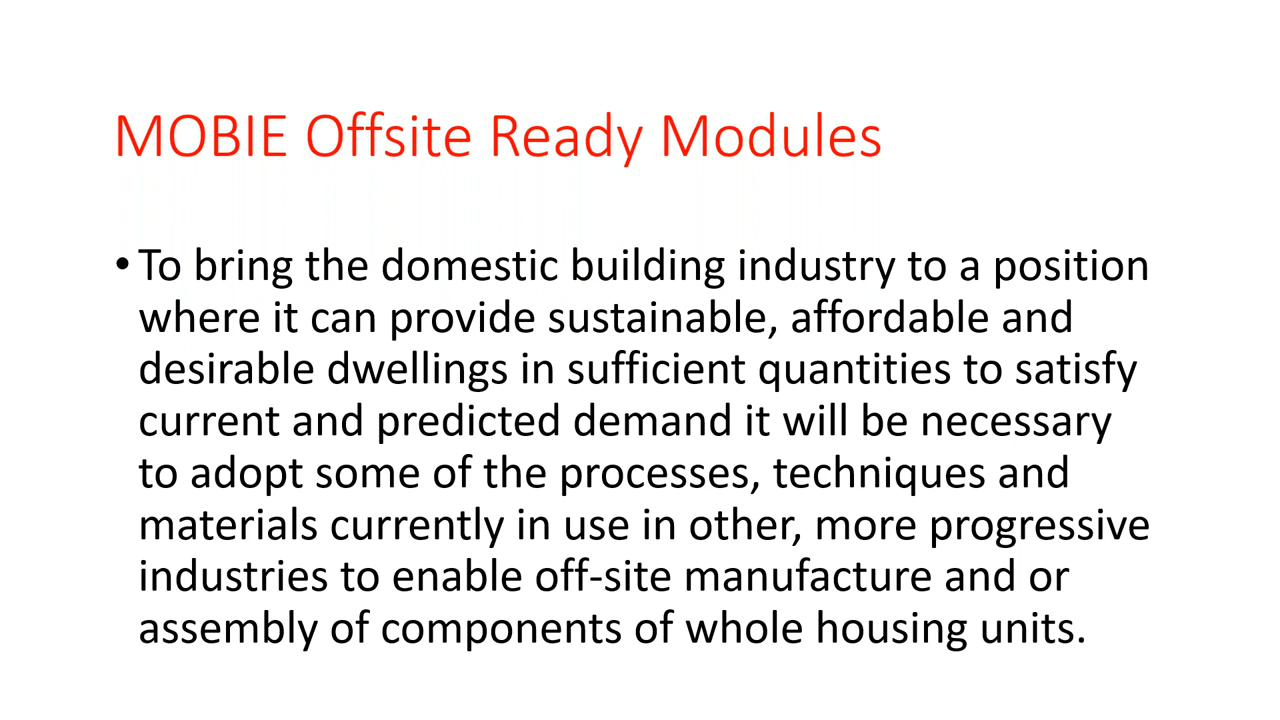 MOBIE Offsite Ready Modules
• To bring the domestic building industry to a position
where it can provide sustainable, affordable and
desirable dwellings in sufficient quantities to satisfy
current and predicted demand it will be necessary
to adopt some of the processes, techniques and
materials currently in use in other, more progressive
industries to enable off-site manufacture and or
assembly of components of whole housing units.